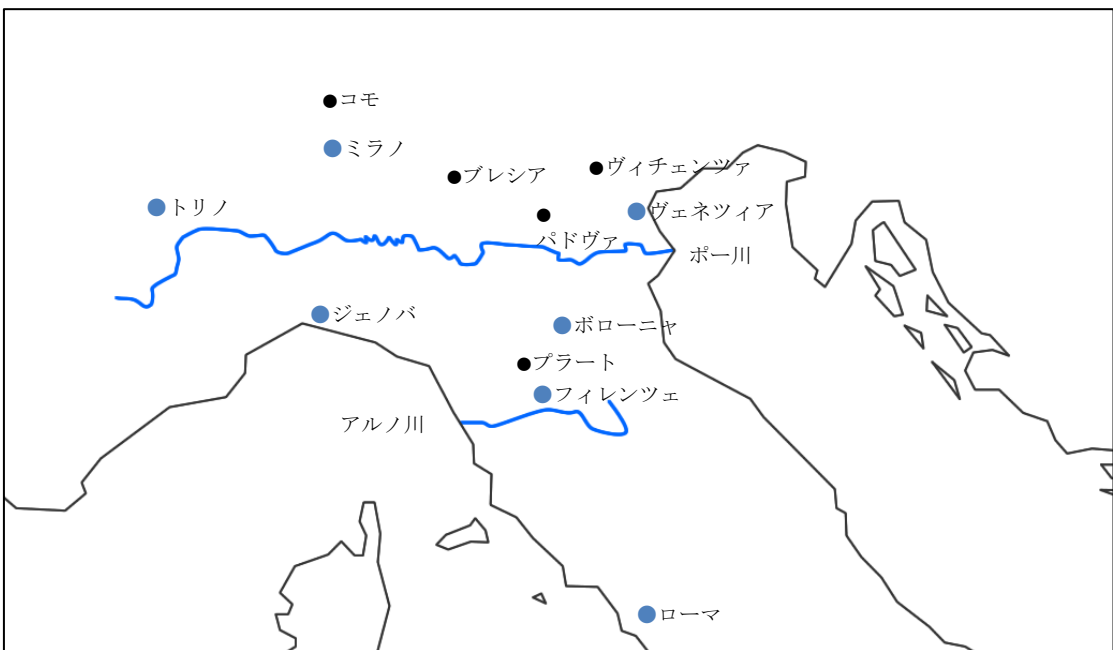 コモ
ミラノ
ブレシア
ヴィチェンツァ
トリノ
ヴェネツィア
パドヴァ
ポー川
ジェノバ
ボローニャ
プラート
フィレンツェ
アルノ川
ローマ